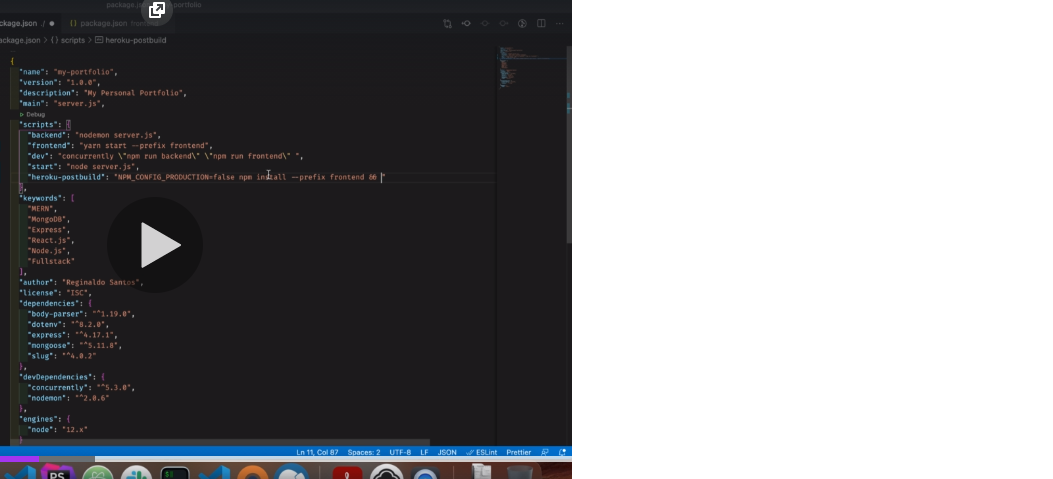 package.json - portfolio
ckage.json ./ ● {} package.json
ackage.json > {} scripts > heroku-postbuild
{
"name": "my-portfolio",
"version": "1.0.0",
"description": "My Personal Portfolio",
"main": "server.js",
▷ Debug
"scripts": {
"backend": "nodemon server.js",
"frontend": "yarn start --prefix frontend",
"dev": "concurrently \"npm run backend\" \"npm run frontend\" ",
"start": "node server.js",
"heroku-postbuild": "NPM_CONFIG_PRODUCTION=false npm install --prefix frontend && "
},
"keywords": [
"MERN",
"MongoDB",
"Express",
"React.js",
"Node.js",
"Fullstack"
],
"author": "Reginaldo Santos",
"license": "ISC",
"dependencies": {
"body-parser": "^1.19.0",
"dotenv": "^8.2.0",
"express": "^4.17.1",
"mongoose": "^5.11.8",
"slug": "^4.0.2"
},
"devDependencies": {
"concurrently": "^5.3.0",
"nodemon": "^2.0.6"
},
"engines": {
"node": "12.x"
}
Ln 11, Col 87 Spaces: 2 UTF-8 LF JSON ESLint Prettier
PS